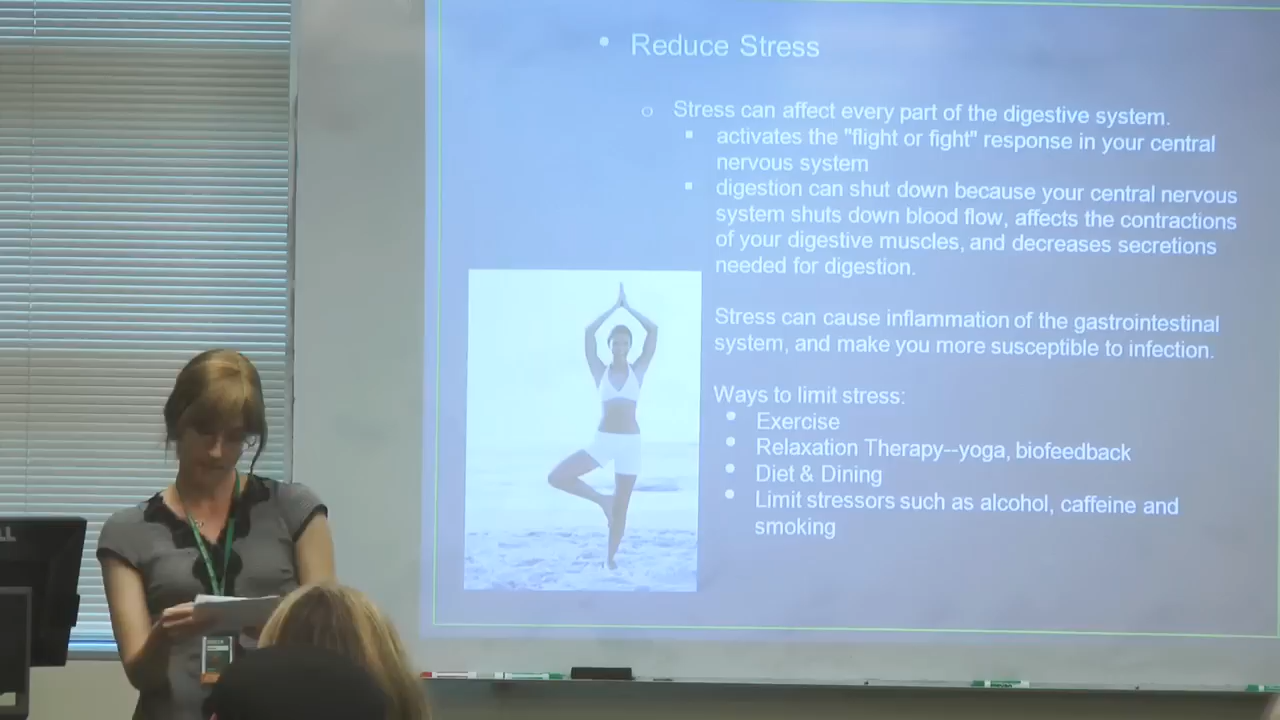 • Reduce Stress
o Stress can affect every part of the digestive system.
▪ activates the "flight or fight" response in your central
nervous system
▪ digestion can shut down because your central nervous
system shuts down blood flow, affects the contractions
of your digestive muscles, and decreases secretions
needed for digestion.
Stress can cause inflammation of the gastrointestinal
system, and make you more susceptible to infection.
Ways to limit stress:
• Exercise
• Relaxation Therapy--yoga, biofeedback
• Diet & Dining
• Limit stressors such as alcohol, caffeine and
smoking